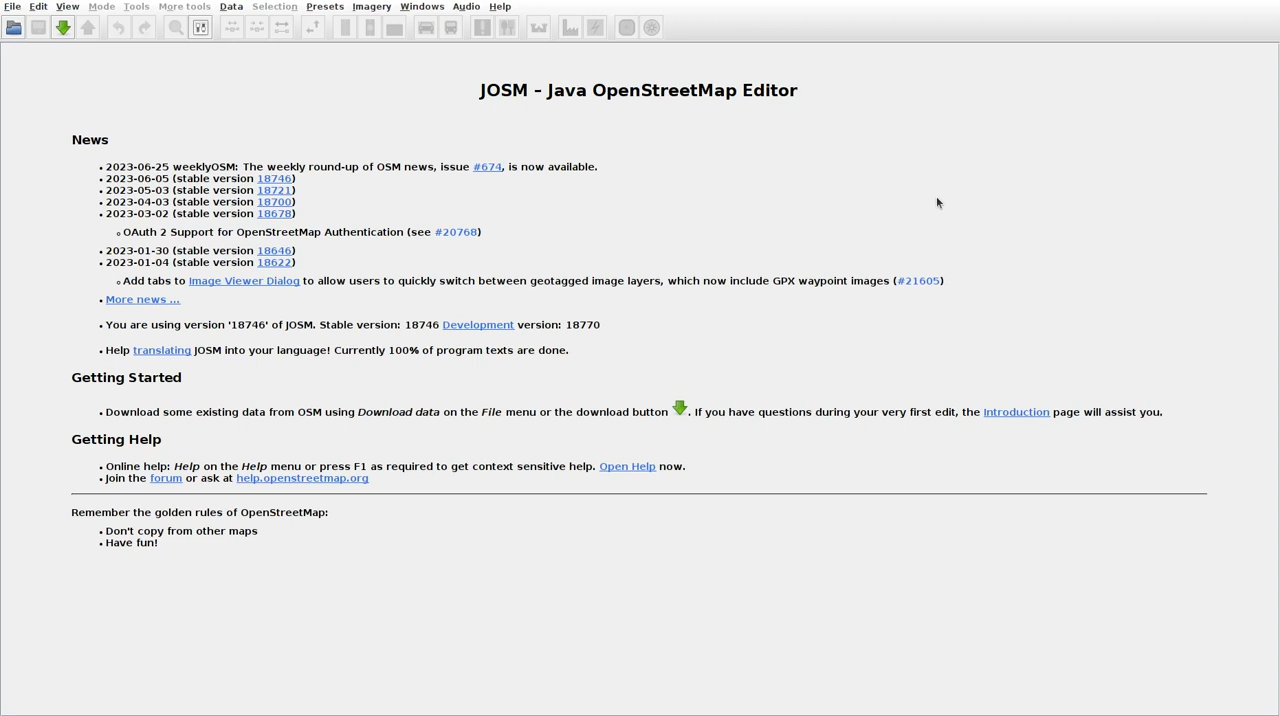 File Edit View Mode Tools More tools Data Selection Presets Imagery Windows Audio Help
JOSM – Java OpenStreetMap Editor
News
2023-06-25 weeklyOSM: The weekly round-up of OSM news, issue #674, is now available.
2023-06-05 (stable version 18746)
2023-05-03 (stable version 18721)
2023-04-03 (stable version 18700)
2023-03-02 (stable version 18678)
OAuth 2 Support for OpenStreetMap Authentication (see #20768)
2023-01-30 (stable version 18646)
2023-01-04 (stable version 18622)
Add tabs to Image Viewer Dialog to allow users to quickly switch between geotagged image layers, which now include GPX waypoint images (#21605)
More news ...
You are using version '18746' of JOSM. Stable version: 18746 Development version: 18770
Help translating JOSM into your language! Currently 100% of program texts are done.
Getting Started
Download some existing data from OSM using Download data on the File menu or the download button . If you have questions during your very first edit, the Introduction page will assist you.
Getting Help
Online help: Help on the Help menu or press F1 as required to get context sensitive help. Open Help now.
Join the forum or ask at help.openstreetmap.org
Remember the golden rules of OpenStreetMap:
Don't copy from other maps
Have fun!